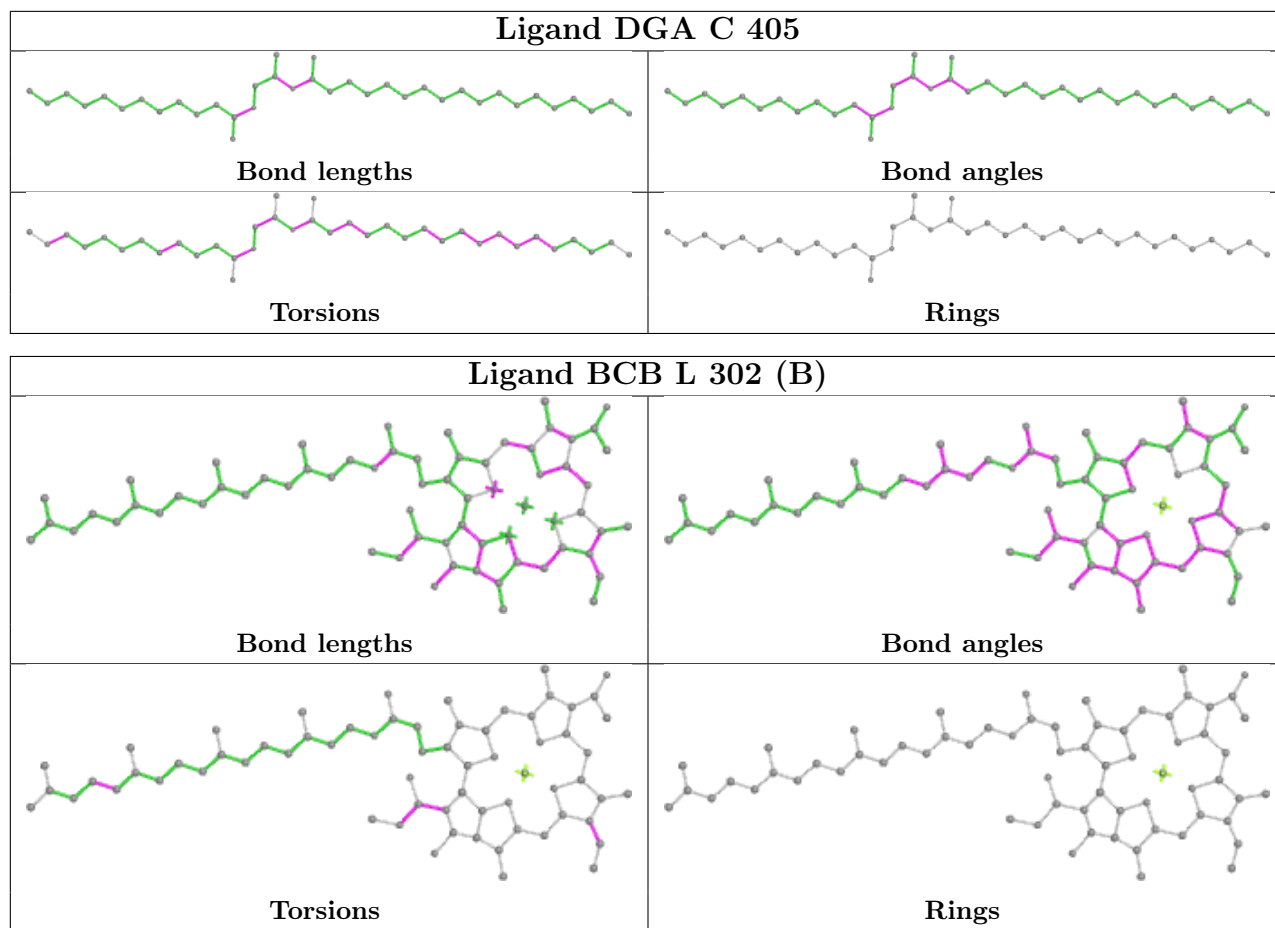 Ligand DGA C 405
Bond lengths
Bond angles
Torsions
Rings
Ligand BCB L 302 (B)
Bond lengths
Bond angles
Torsions
Rings